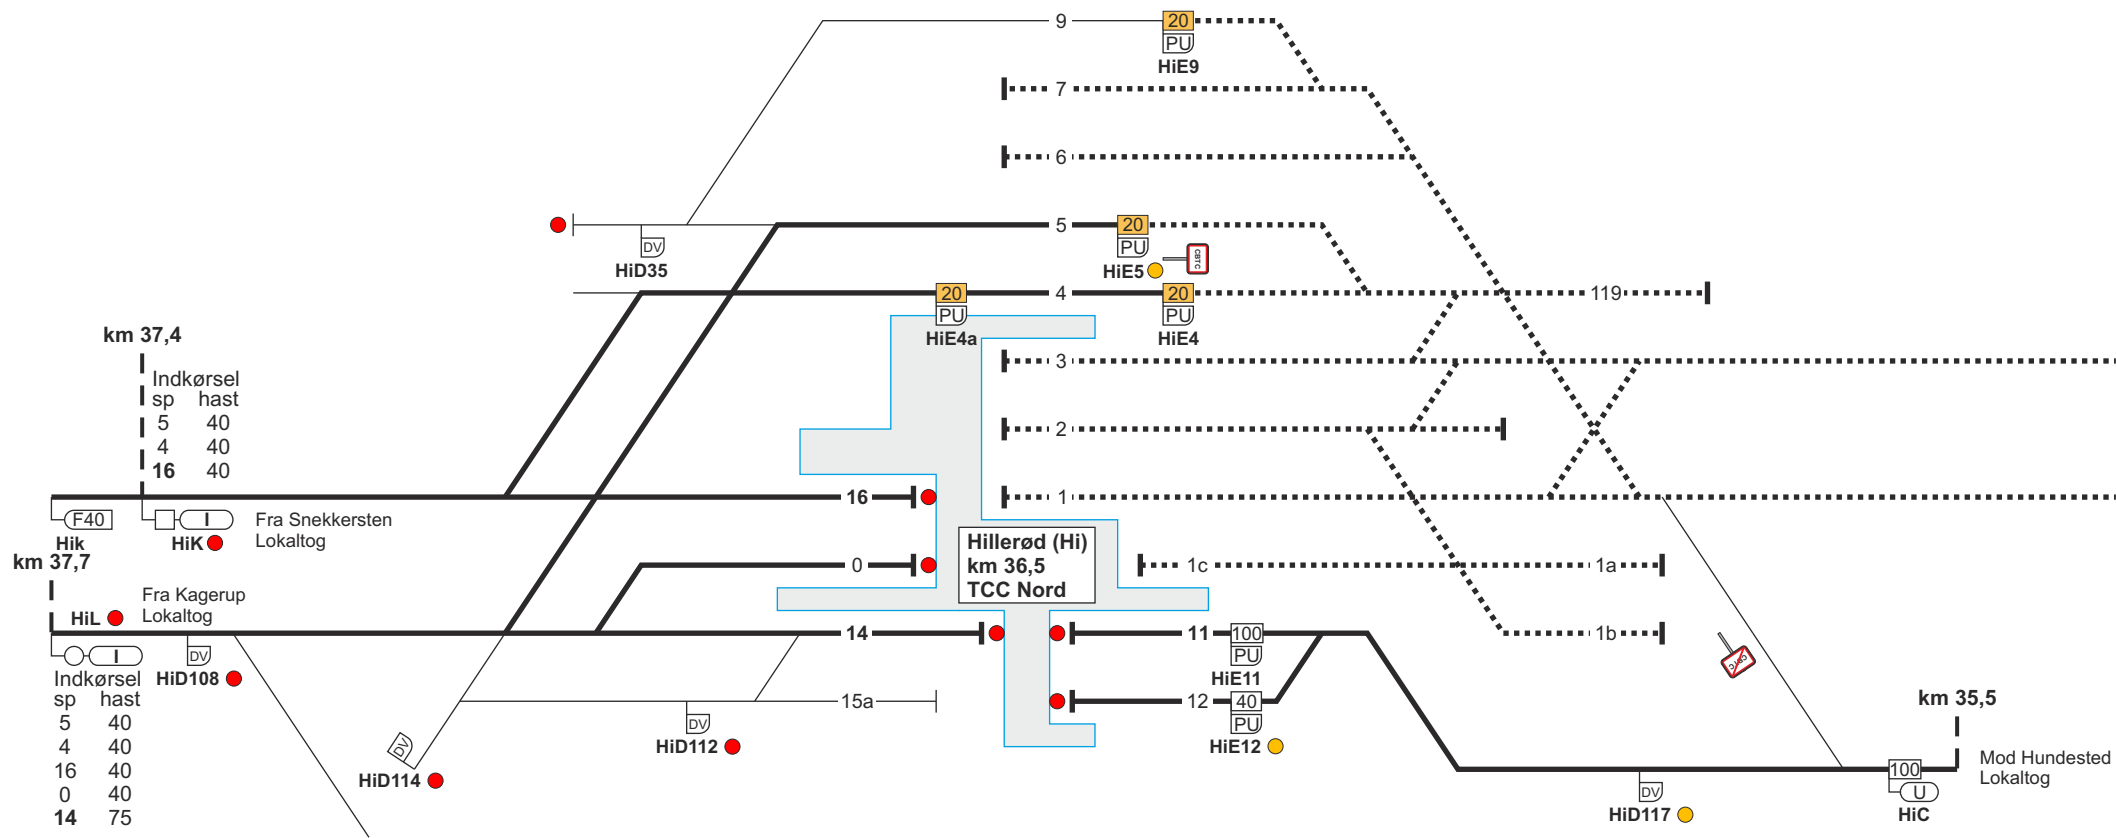 9
20
PU
HiE9
7
6
5
20
PU
HiE5
CBTC
DV
HiD35
20
4
20
119
PU
HiE4a
PU
HiE4
km 37,4
Indkørsel
sp hast
5 40
4 40
16 40
3
2
16
1
F40
Hik
I
HiK
Fra Snekkersten
Lokaltog
km 37,7
0
Hillerød (Hi)
km 36,5
TCC Nord
1c
1a
HiL
Fra Kagerup
Lokaltog
14
11
100
1b
I
DV
HiD108
PU
HiE11
CBTC
Indkørsel
sp hast
5 40
4 40
16 40
0 40
14 75
15a
12
40
DV
HiD112
PU
HiE12
DV
HiD114
km 35,5
Mod Hundested
Lokaltog
100
U
HiC
DV
HiD117